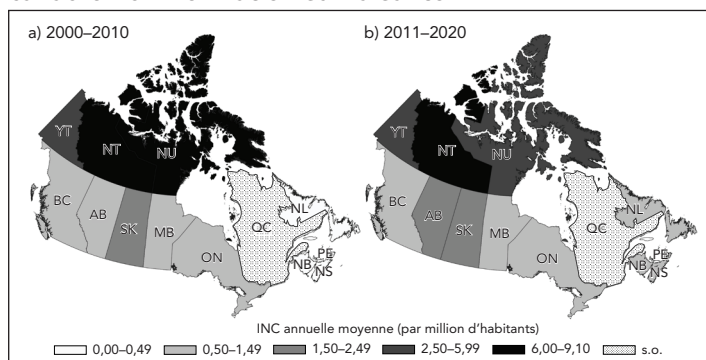 a) 2000–2010
b) 2011–2020
YT
NT
NU
BC
AB
SK
MB
ON
QC
NL
NB
PE
NS
YT
NT
NU
BC
AB
SK
MB
ON
QC
NL
NB
PE
NS
INC annuelle moyenne (par million d’habitants)
0,00–0,49
0,50–1,49
1,50–2,49
2,50–5,99
6,00–9,10
s.o.